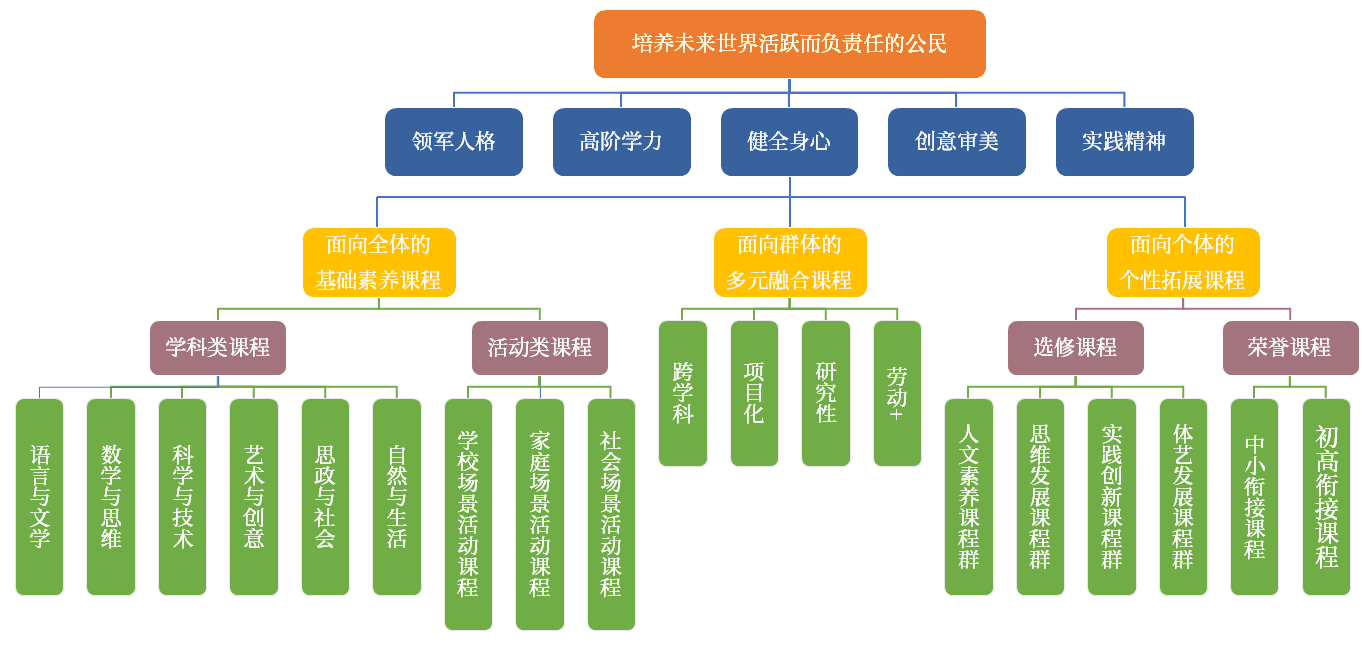 培养未来世界活跃而负责任的公民
领军人格
高阶学力
健全身心
创意审美
实践精神
面向全体的
基础素养课程
面向群体的
多元融合课程
面向个体的
个性拓展课程
学科类课程
活动类课程
跨学科
项目化
研究性
劳动+
选修课程
荣誉课程
语言与文学
数学与思维
科学与技术
艺术与创意
思政与社会
自然与生活
学校场景活动课程
家庭场景活动课程
社会场景活动课程
人文素养课程群
思维发展课程群
实践创新课程群
体艺发展课程群
中小衔接课程
初高衔接课程